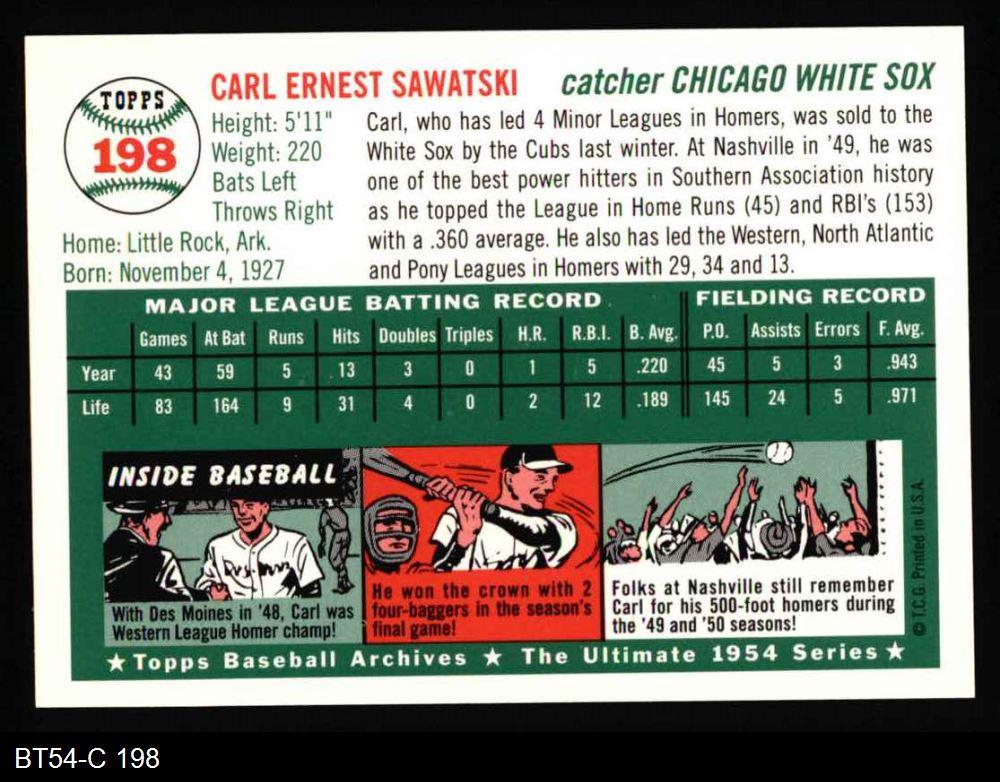 TOPPS
198
CARL ERNEST SAWATSKI
catcher CHICAGO WHITE SOX
Height: 5'11"
Weight: 220
Bats Left
Throws Right
Home: Little Rock, Ark.
Born: November 4, 1927
Carl, who has led 4 Minor Leagues in Homers, was sold to the
White Sox by the Cubs last winter. At Nashville in '49, he was
one of the best power hitters in Southern Association history
as he topped the League in Home Runs (45) and RBI's (153)
with a .360 average. He also has led the Western, North Atlantic
and Pony Leagues in Homers with 29, 34 and 13.
MAJOR LEAGUE BATTING RECORD FIELDING RECORD
Games At Bat Runs Hits Doubles Triples H.R. R.B.I. B. Avg. P.O. Assists Errors F. Avg.
Year 43 59 5 13 3 0 1 5 .220 45 5 3 .943
Life 83 164 9 31 4 0 2 12 .189 145 24 5 .971
INSIDE BASEBALL
With Des Moines in '48, Carl was
Western League Homer champ!
He won the crown with 2
four-baggers in the season's
final game!
Folks at Nashville still remember
Carl for his 500-foot homers during
the '49 and '50 seasons!
© T.C.G. Printed in U.S.A.
★ Topps Baseball Archives ★ The Ultimate 1954 Series ★
BT54-C 198